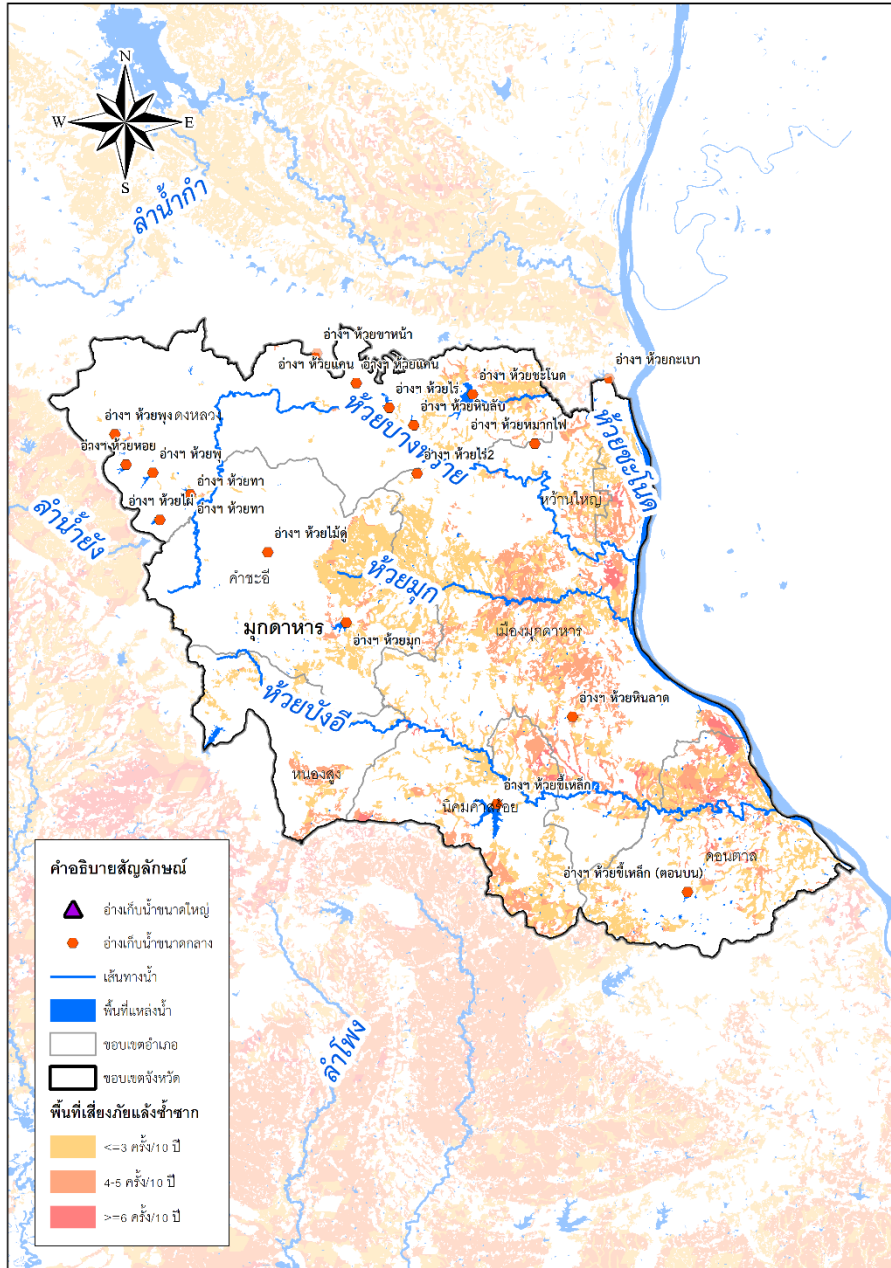 N
W
E
S
ลำน้ำก่ำ
อ่างฯ ห้วยขาหน้า
อ่างฯ ห้วยกะเบา
อ่างฯ ห้วยแคน
อ่างฯ ห้วยแคน
อ่างฯ ห้วยชะโนด
อ่างฯ ห้วยไร่
อ่างฯ ห้วยหินลับ
ห้วยบางทราย
อ่างฯ ห้วยพุง
ดงหลวง
อ่างฯ ห้วยหมากไฟ
ห้วยชะโนด
อ่างฯ ห้วยหอย
อ่างฯ ห้วยพุ
อ่างฯ ห้วยไร่2
อ่างฯ ห้วยทา
อ่างฯ ห้วยไผ่
อ่างฯ ห้วยทา
หว้านใหญ่
ลำน้ำยัง
อ่างฯ ห้วยไม้ดู่
คำชะอี
ห้วยมุก
มุกดาหาร
อ่างฯ ห้วยมุก
เมืองมุกดาหาร
ห้วยบังอี
อ่างฯ ห้วยหินลาด
หนองสูง
อ่างฯ ห้วยขี้เหล็ก
นิคมคำสร้อย
ดอนตาล
อ่างฯ ห้วยขี้เหล็ก (ตอนบน)
ลำโพง
คำอธิบายสัญลักษณ์
อ่างเก็บน้ำขนาดใหญ่
อ่างเก็บน้ำขนาดกลาง
เส้นทางน้ำ
พื้นที่แหล่งน้ำ
ขอบเขตอำเภอ
ขอบเขตจังหวัด
พื้นที่เสี่ยงภัยแล้งซ้ำซาก
<=3 ครั้ง/10 ปี
4-5 ครั้ง/10 ปี
>=6 ครั้ง/10 ปี